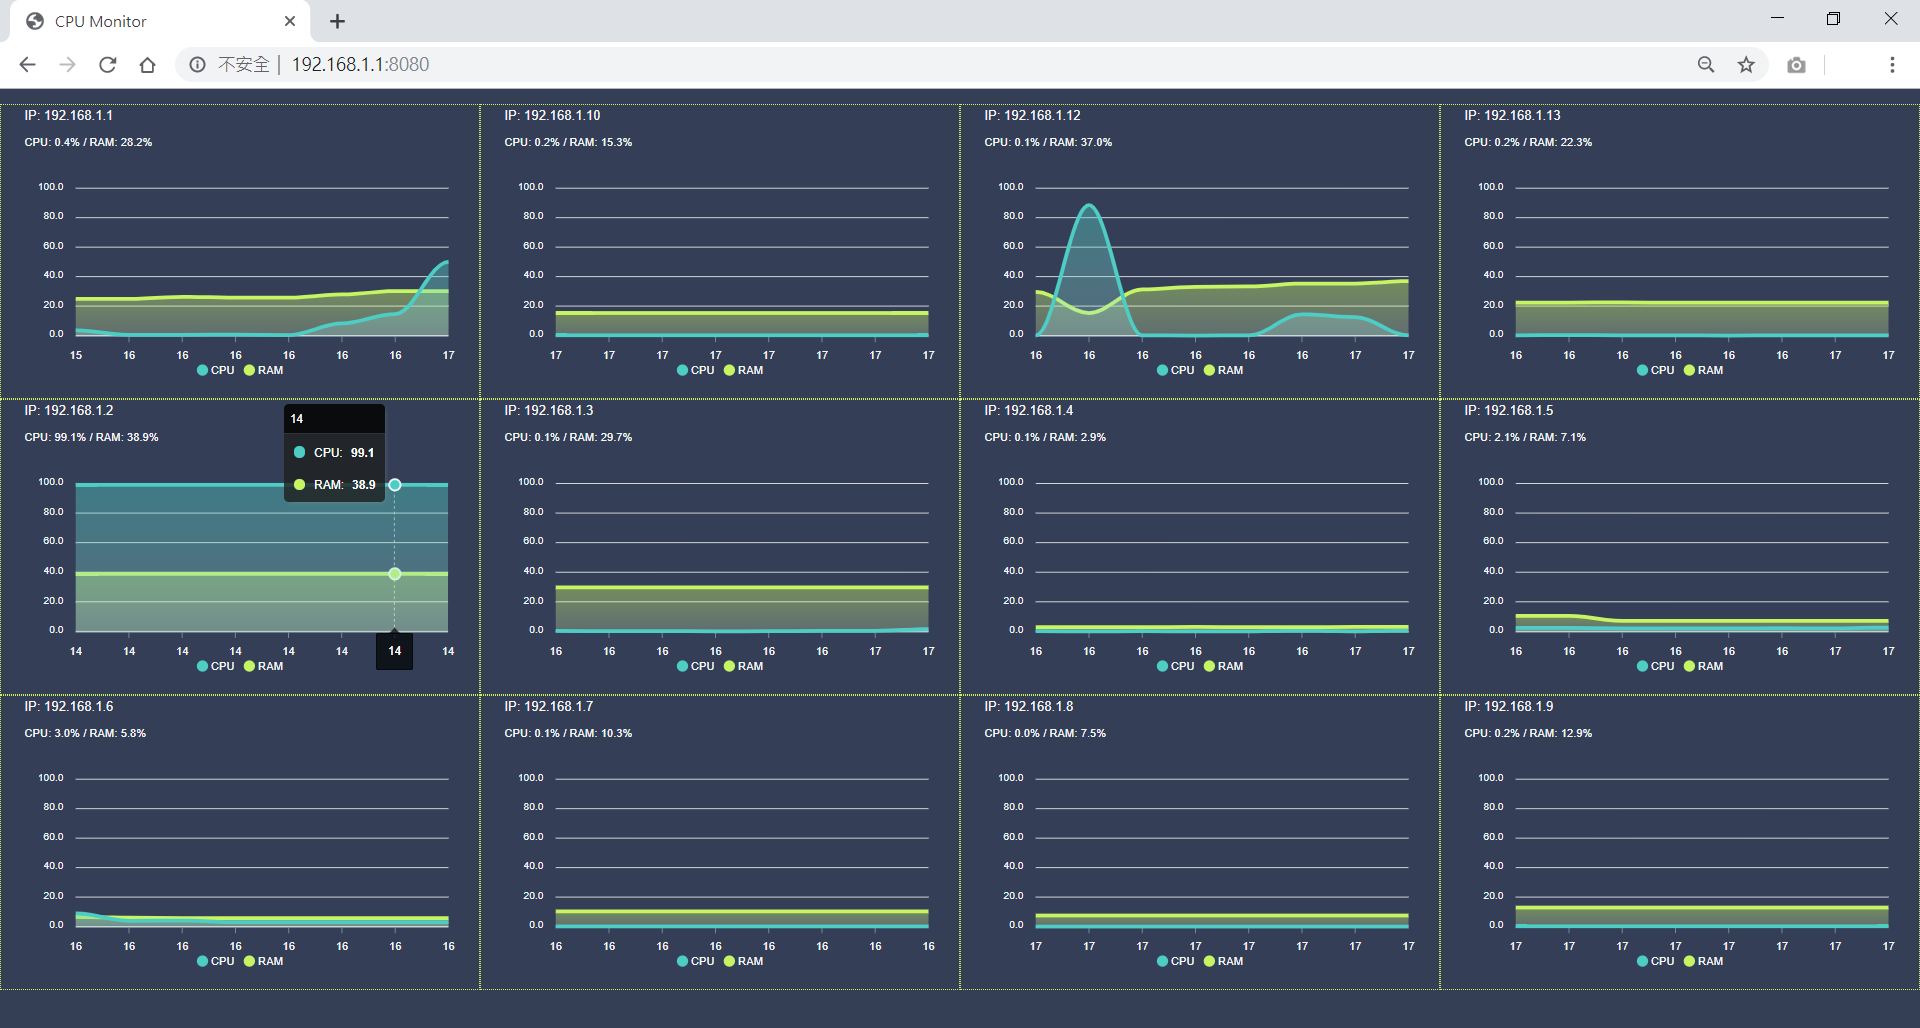 CPU Monitor
不安全 | 192.168.1.1:8080
IP: 192.168.1.1
CPU: 0.4% / RAM: 28.2%
100.0
80.0
60.0
40.0
20.0
0.0
15 16 16 16 16 16 16 17
CPU RAM
IP: 192.168.1.10
CPU: 0.2% / RAM: 15.3%
100.0
80.0
60.0
40.0
20.0
0.0
17 17 17 17 17 17 17 17
CPU RAM
IP: 192.168.1.12
CPU: 0.1% / RAM: 37.0%
100.0
80.0
60.0
40.0
20.0
0.0
16 16 16 16 16 16 17 17
CPU RAM
IP: 192.168.1.13
CPU: 0.2% / RAM: 22.3%
100.0
80.0
60.0
40.0
20.0
0.0
16 16 16 16 16 16 17 17
CPU RAM
IP: 192.168.1.2
CPU: 99.1% / RAM: 38.9%
14
CPU: 99.1
RAM: 38.9
100.0
80.0
60.0
40.0
20.0
0.0
14 14 14 14 14 14 14 14
CPU RAM
IP: 192.168.1.3
CPU: 0.1% / RAM: 29.7%
100.0
80.0
60.0
40.0
20.0
0.0
16 16 16 16 16 16 17 17
CPU RAM
IP: 192.168.1.4
CPU: 0.1% / RAM: 2.9%
100.0
80.0
60.0
40.0
20.0
0.0
16 16 16 16 16 16 17 17
CPU RAM
IP: 192.168.1.5
CPU: 2.1% / RAM: 7.1%
100.0
80.0
60.0
40.0
20.0
0.0
16 16 16 16 16 16 17 17
CPU RAM
IP: 192.168.1.6
CPU: 3.0% / RAM: 5.8%
100.0
80.0
60.0
40.0
20.0
0.0
16 16 16 16 16 16 16 16
CPU RAM
IP: 192.168.1.7
CPU: 0.1% / RAM: 10.3%
100.0
80.0
60.0
40.0
20.0
0.0
16 16 16 16 16 16 16 16
CPU RAM
IP: 192.168.1.8
CPU: 0.0% / RAM: 7.5%
100.0
80.0
60.0
40.0
20.0
0.0
17 17 17 17 17 17 17 17
CPU RAM
IP: 192.168.1.9
CPU: 0.2% / RAM: 12.9%
100.0
80.0
60.0
40.0
20.0
0.0
17 17 17 17 17 17 17 17
CPU RAM